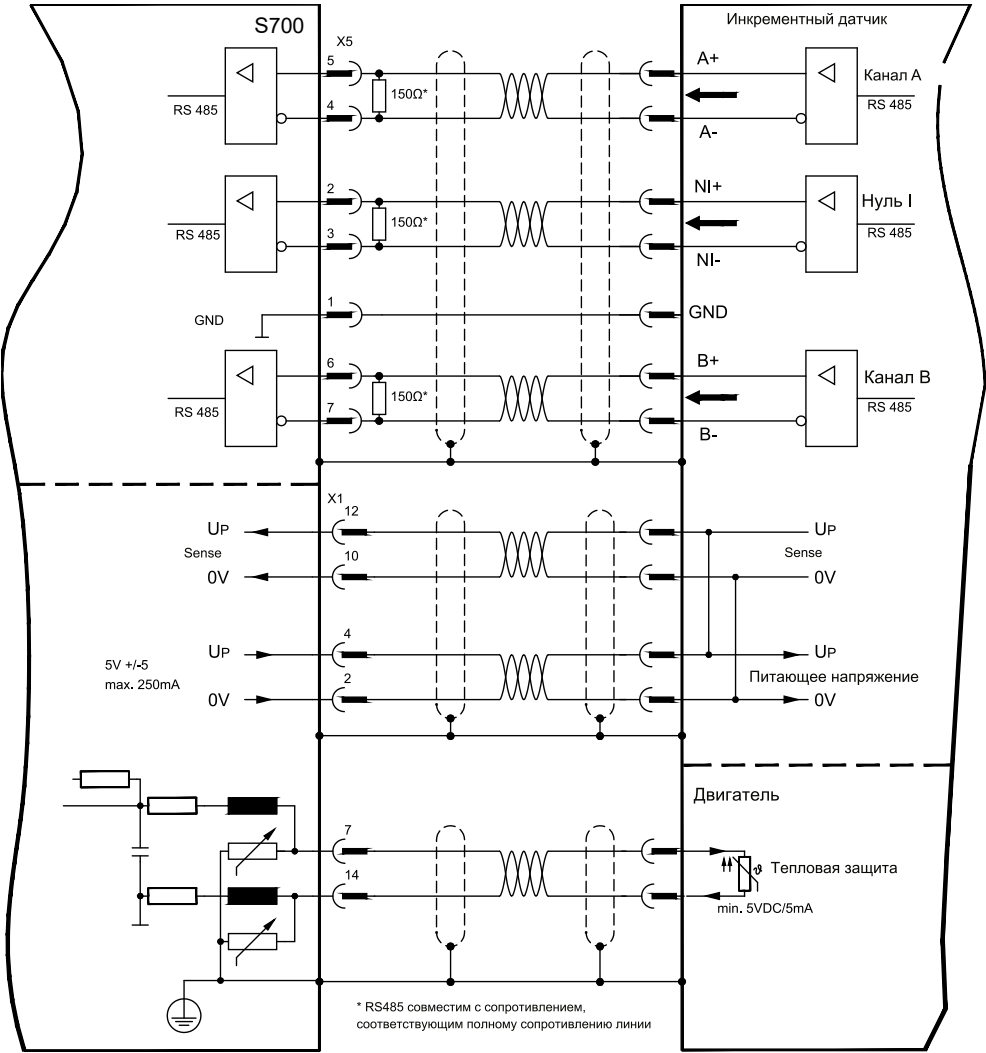 S700
Инкрементный датчик
X5
5
A+
150Ω*
Канал A
RS 485
RS 485
4
A-
2
NI+
150Ω*
Нуль I
RS 485
RS 485
3
NI-
1
GND
GND
6
B+
150Ω*
Канал B
RS 485
RS 485
7
B-
X1
12
UP
UP
Sense
Sense
10
0V
0V
4
UP
UP
5V +/-5
max. 250mA
Питающее напряжение
2
0V
0V
Двигатель
7
ϑ Тепловая защита
14
min. 5VDC/5mA
* RS485 совместим с сопротивлением,
соответствующим полному сопротивлению линии